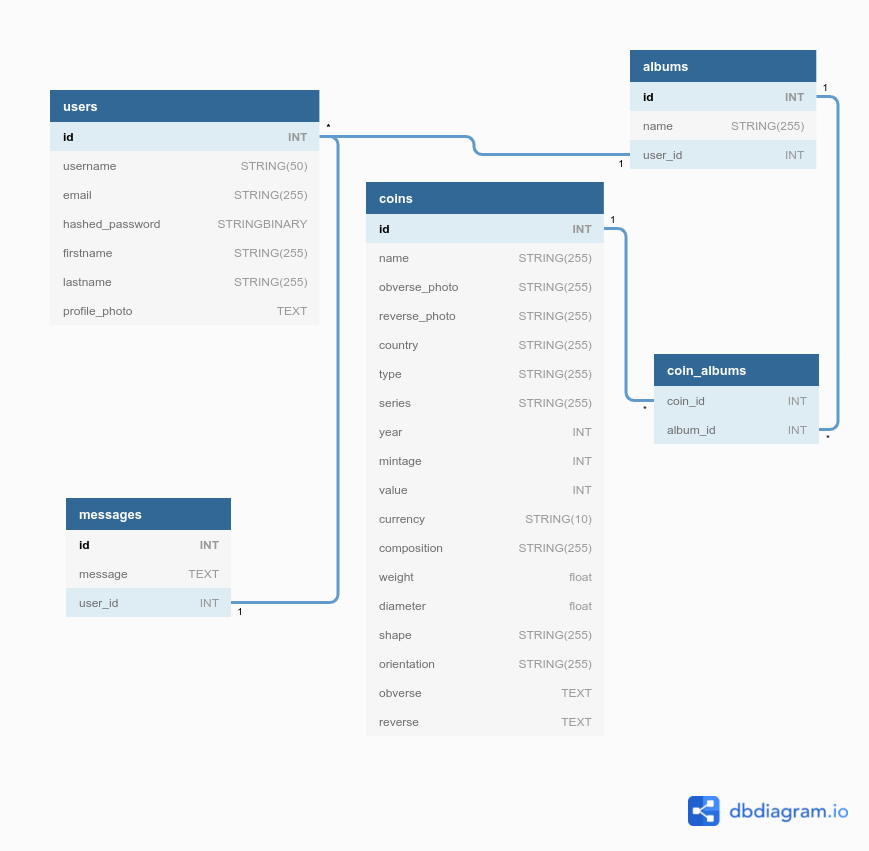 users
id INT
username STRING(50)
email STRING(255)
hashed_password STRINGBINARY
firstname STRING(255)
lastname STRING(255)
profile_photo TEXT
*
1
albums
id INT
name STRING(255)
user_id INT
1
coins
id INT
name STRING(255)
obverse_photo STRING(255)
reverse_photo STRING(255)
country STRING(255)
type STRING(255)
series STRING(255)
year INT
mintage INT
value INT
currency STRING(10)
composition STRING(255)
weight float
diameter float
shape STRING(255)
orientation STRING(255)
obverse TEXT
reverse TEXT
1
*
coin_albums
coin_id INT
album_id INT
*
messages
id INT
message TEXT
user_id INT
1
dbdiagram.io